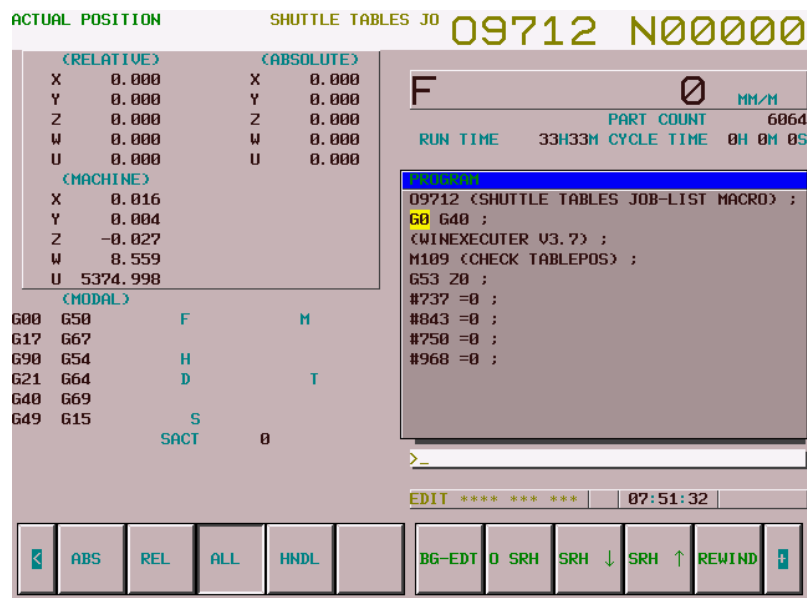 ACTUAL POSITION SHUTTLE TABLES JO O9712 N00000
(RELATIVE) (ABSOLUTE)
X 0.000 X 0.000
Y 0.000 Y 0.000
Z 0.000 Z 0.000
W 0.000 W 0.000
U 0.000 U 0.000
(MACHINE)
X 0.016
Y 0.004
Z -0.027
W 8.559
U 5374.998
(MODAL)
G00 G50 F M
G17 G67
G90 G54 H
G21 G64 D T
G40 G69
G49 G15 S
SACT 0
F 0 MM/M
PART COUNT 6064
RUN TIME 33H33M CYCLE TIME 0H 0M 0S
PROGRAM
O9712 (SHUTTLE TABLES JOB-LIST MACRO) ;
G0 G40 ;
(WINEXECUTER V3.7) ;
M109 (CHECK TABLEPOS) ;
G53 Z0 ;
#737 =0 ;
#843 =0 ;
#750 =0 ;
#968 =0 ;
>_
EDIT **** *** *** 07:51:32
< ABS REL ALL HNDL BG-EDT O SRH SRH ↓ SRH ↑ REWIND +